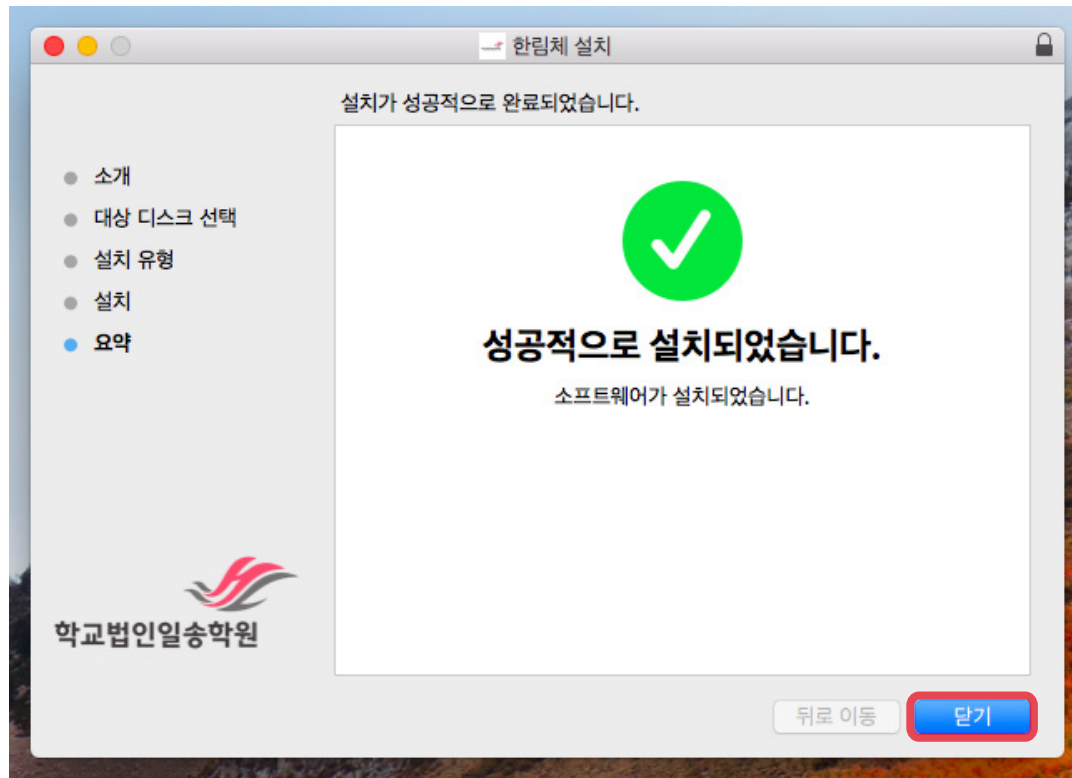 한림체 설치
설치가 성공적으로 완료되었습니다.
소개
대상 디스크 선택
설치 유형
설치
요약
성공적으로 설치되었습니다.
소프트웨어가 설치되었습니다.
학교법인일송학원
뒤로 이동
닫기